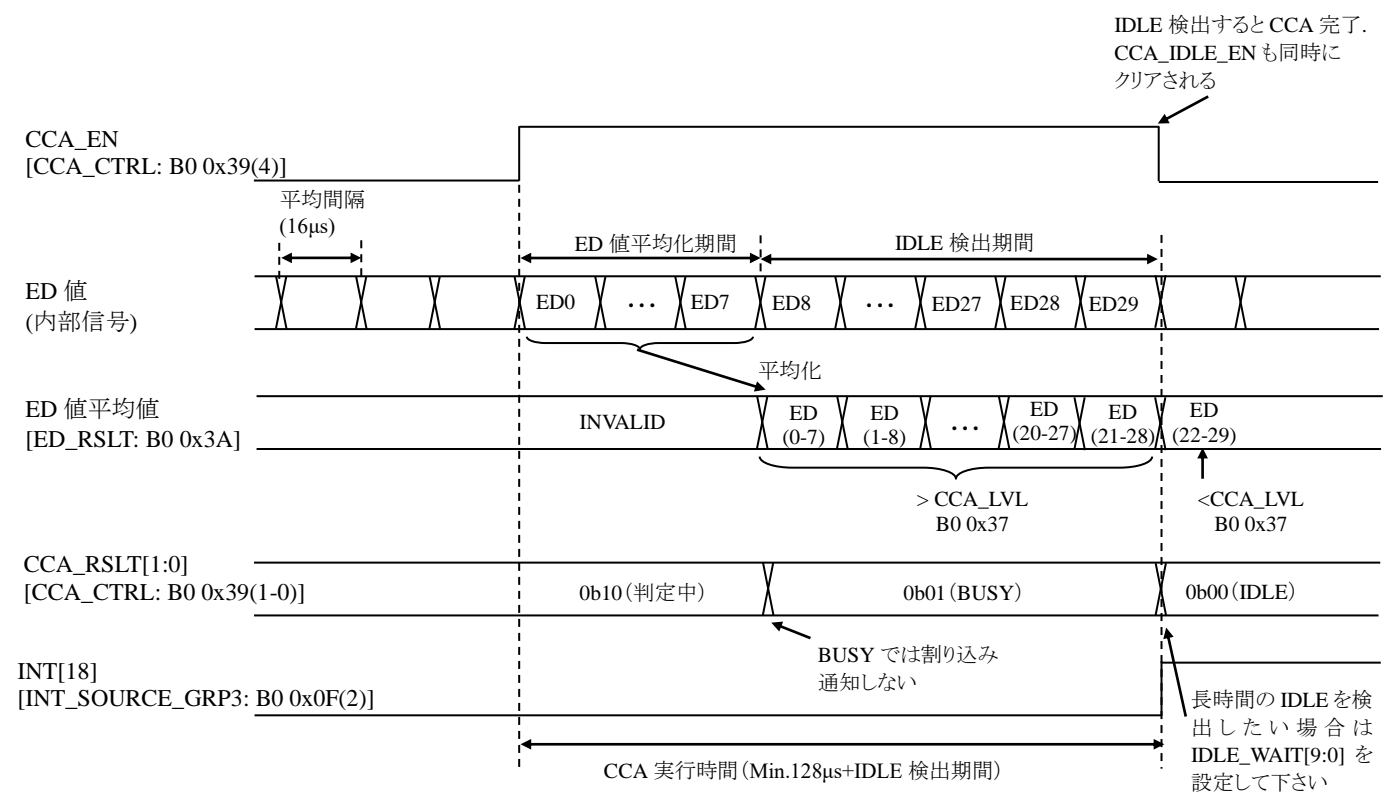 IDLE 検出すると CCA 完了.
CCA_IDLE_EN も同時に
クリアされる
CCA_EN
[CCA_CTRL: B0 0x39(4)]
平均間隔
(16μs)
ED 値平均化期間
IDLE 検出期間
ED 値
(内部信号)
ED0
･･･
ED7
ED8
･･･
ED27
ED28
ED29
平均化
ED 値平均値
[ED_RSLT: B0 0x3A]
INVALID
ED
(0-7)
ED
(1-8)
･･･
ED
(20-27)
ED
(21-28)
ED
(22-29)
> CCA_LVL
B0 0x37
<CCA_LVL
B0 0x37
CCA_RSLT[1:0]
[CCA_CTRL: B0 0x39(1-0)]
0b10(判定中)
0b01(BUSY)
0b00(IDLE)
BUSY では割り込み
通知しない
INT[18]
[INT_SOURCE_GRP3: B0 0x0F(2)]
長時間の IDLE を検
出したい場合は
IDLE_WAIT[9:0] を
設定して下さい
CCA 実行時間(Min.128μs+IDLE 検出期間)